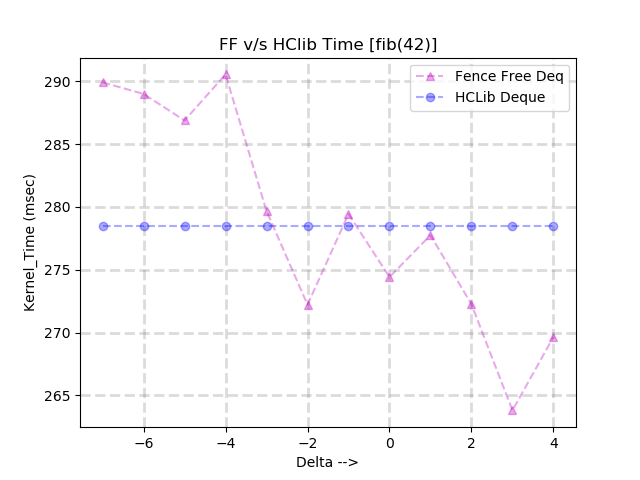 FF v/s HClib Time [fib(42)]
Fence Free Deq
HCLib Deque
290
285
280
275
270
265
Kernel_Time (msec)
−6
−4
−2
0
2
4
Delta -->